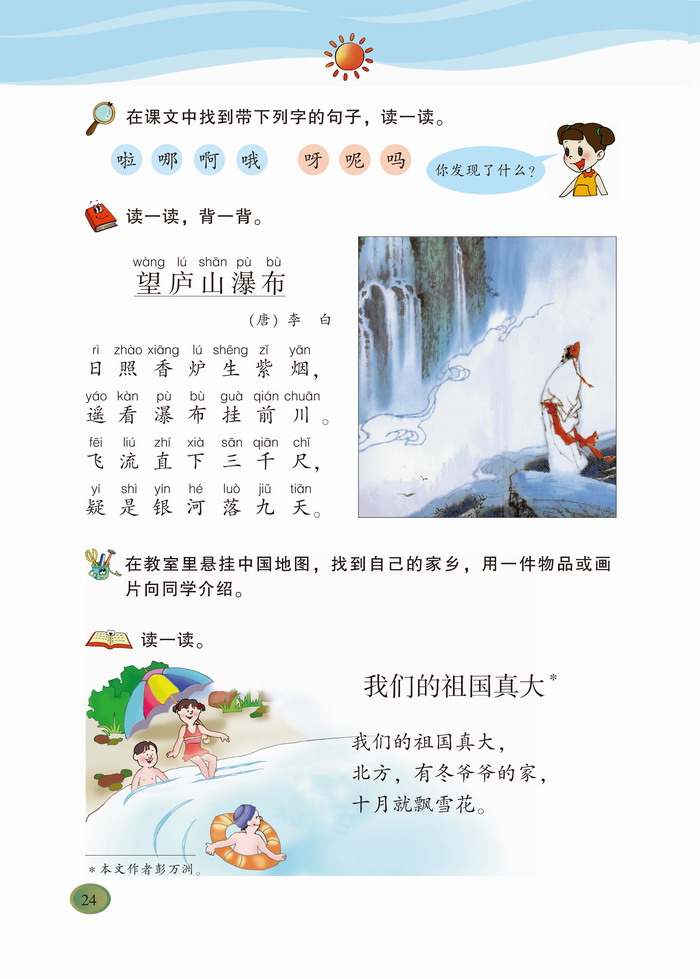 在课文中找到带下列字的句子，读一读。
啦 哪 啊 哦 呀 呢 吗
你发现了什么？
读一读，背一背。
wàng lú shān pù bù
望庐山瀑布
（唐）李 白
rì zhào xiāng lú shēng zǐ yān
日照香炉生紫烟，
yáo kàn pù bù guà qián chuān
遥看瀑布挂前川。
fēi liú zhí xià sān qiān chǐ
飞流直下三千尺，
yí shì yín hé luò jiǔ tiān
疑是银河落九天。
在教室里悬挂中国地图，找到自己的家乡，用一件物品或画
片向同学介绍。
读一读。
我们的祖国真大*
我们的祖国真大，
北方，有冬爷爷的家，
十月就飘雪花。
*本文作者彭万洲。
24